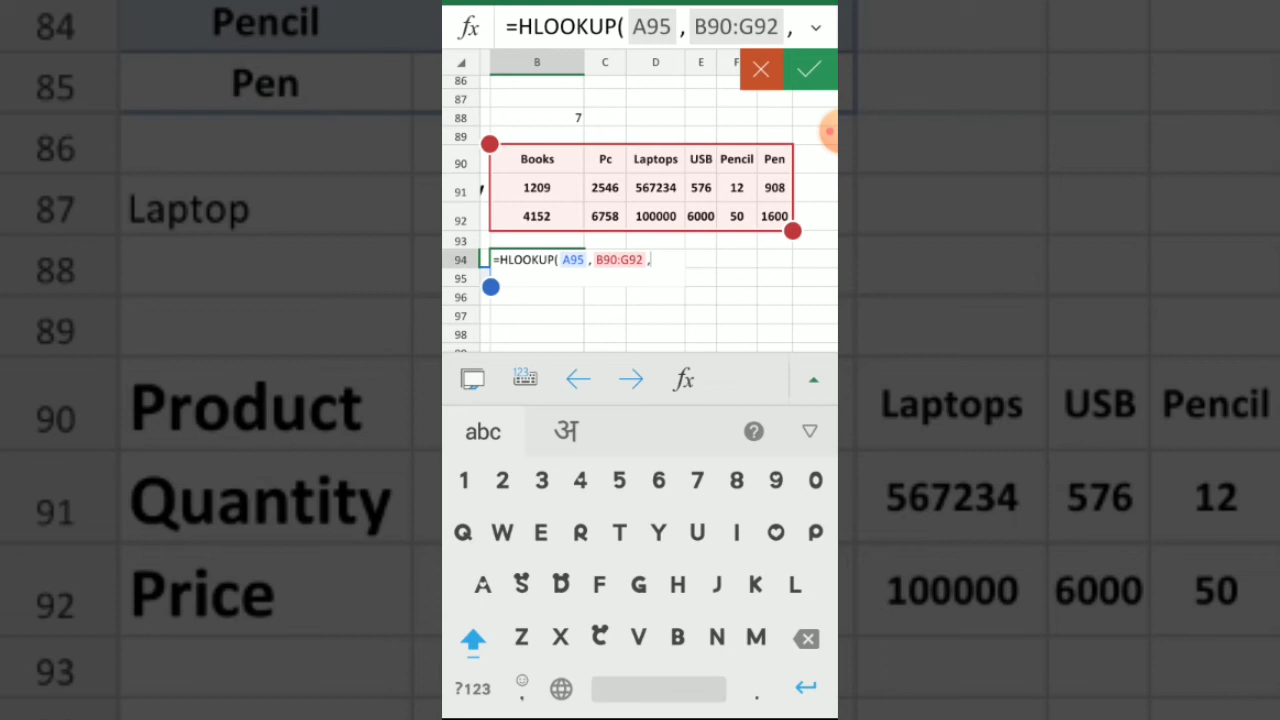 84 Pencil
85 Pen
86
87 Laptop
88
89
90 Product Laptops USB Pencil
91 Quantity 567234 576 12
92 Price 100000 6000 50
93
fx =HLOOKUP( A95 , B90:G92 ,
B C D E F
86
87
88 7
89
90 Books Pc Laptops USB Pencil Pen
91 1209 2546 567234 576 12 908
92 4152 6758 100000 6000 50 1600
93
94 =HLOOKUP( A95 , B90:G92 ,
95
96
97
98
123 fx
abc अ ?
1 2 3 4 5 6 7 8 9 0
Q W E R T Y U I O P
A S D F G H J K L
Z X C V B N M
?123 , .